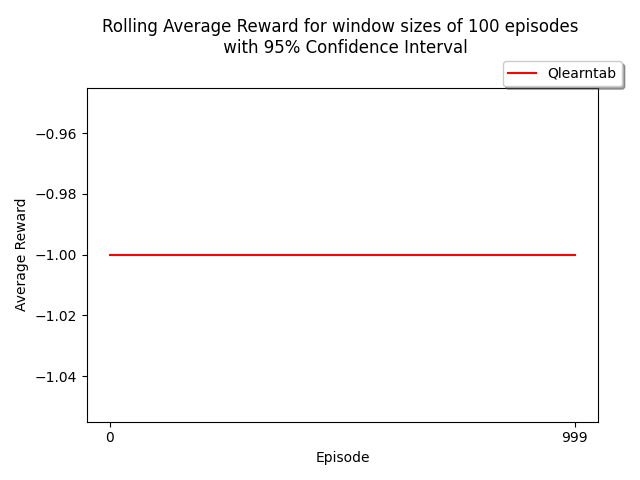 Rolling Average Reward for window sizes of 100 episodes
with 95% Confidence Interval
Qlearntab
−0.96
−0.98
−1.00
−1.02
−1.04
Average Reward
0
999
Episode